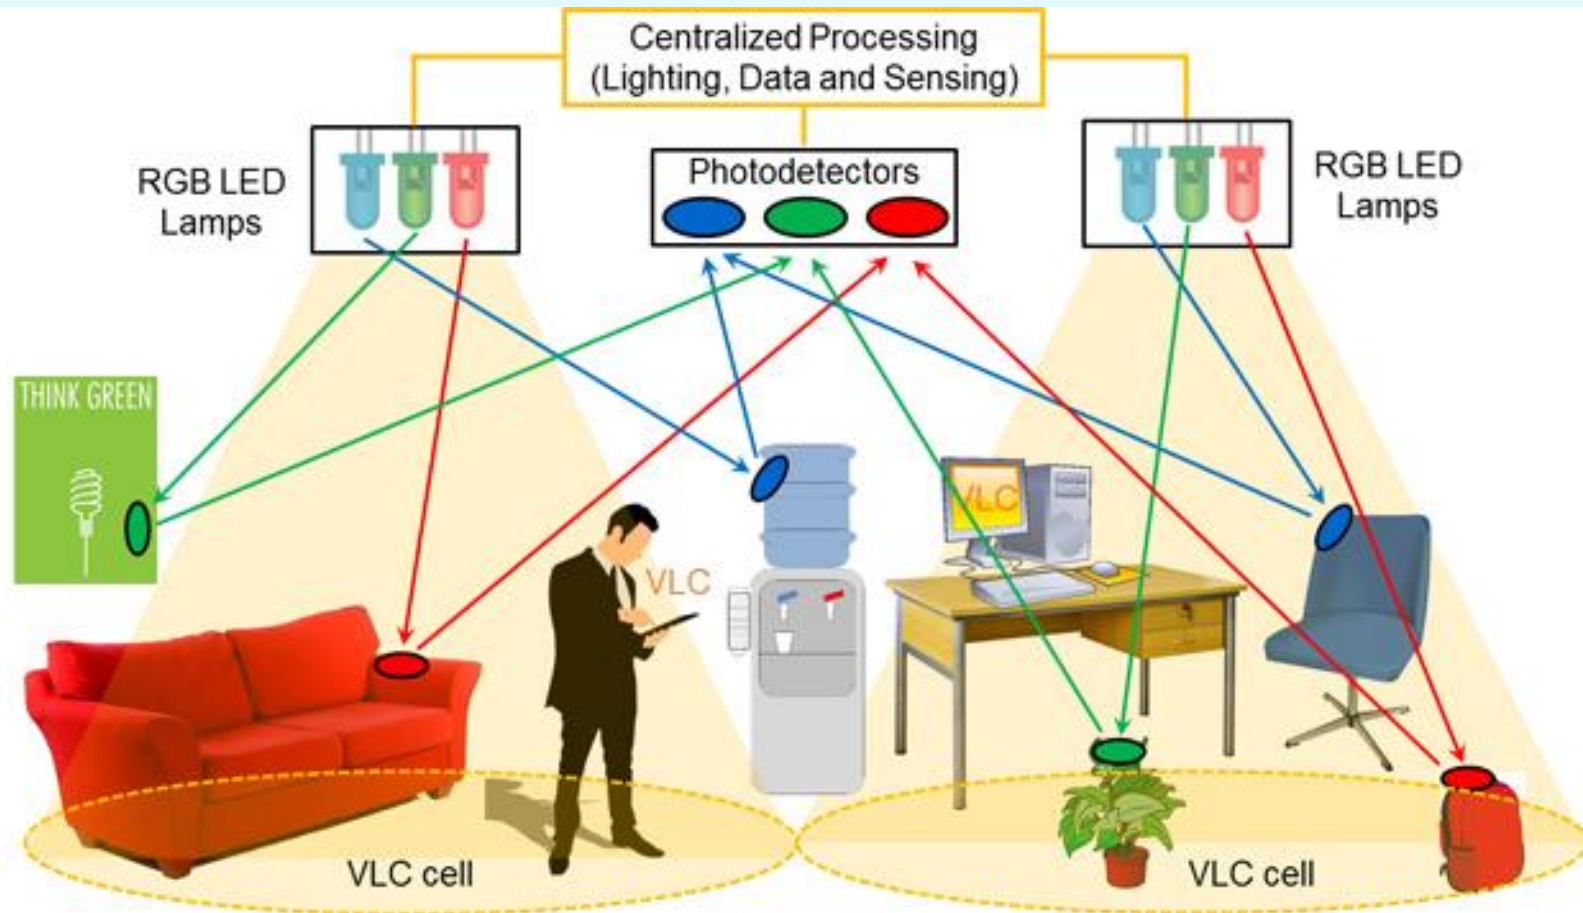 Centralized Processing
(Lighting, Data and Sensing)
RGB LED
Lamps
Photodetectors
RGB LED
Lamps
THINK GREEN
VLC
VLC
VLC cell
VLC cell